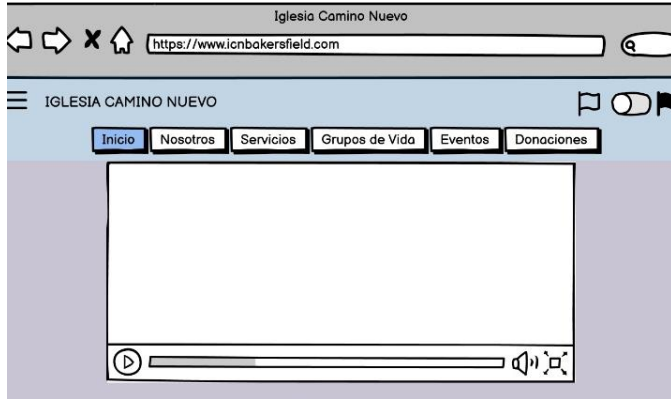 Iglesia Camino Nuevo
https://www.icnbakersfield.com
IGLESIA CAMINO NUEVO
Inicio Nosotros Servicios Grupos de Vida Eventos Donaciones